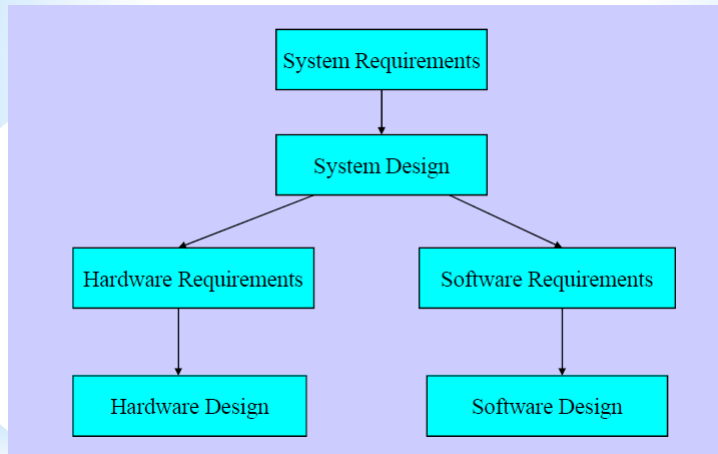 System Requirements
System Design
Hardware Requirements
Software Requirements
Hardware Design
Software Design